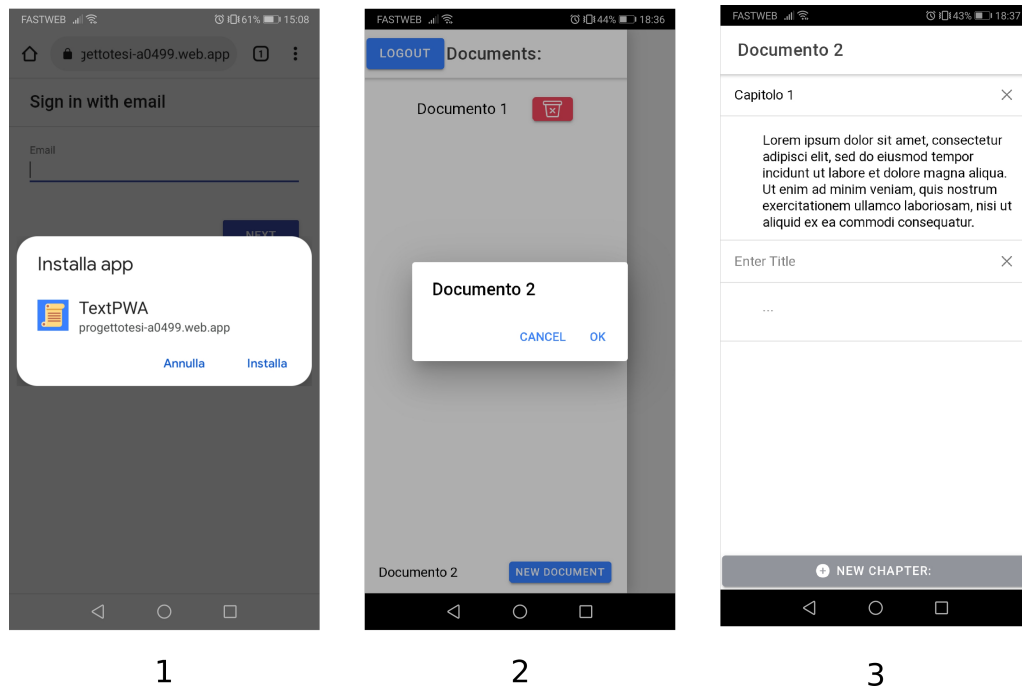 FASTWEB 61% 15:08
gettotesi-a0499.web.app 1
Sign in with email
Email
NEXT
Installa app
TextPWA
progettotesi-a0499.web.app
Annulla Installa
1
FASTWEB 44% 18:36
LOGOUT Documents:
Documento 1
Documento 2
CANCEL OK
Documento 2 NEW DOCUMENT
2
FASTWEB 43% 18:37
Documento 2
Capitolo 1
Lorem ipsum dolor sit amet, consectetur
adipisci elit, sed do eiusmod tempor
incidunt ut labore et dolore magna aliqua.
Ut enim ad minim veniam, quis nostrum
exercitationem ullamco laboriosam, nisi ut
aliquid ex ea commodi consequatur.
Enter Title
...
NEW CHAPTER:
3